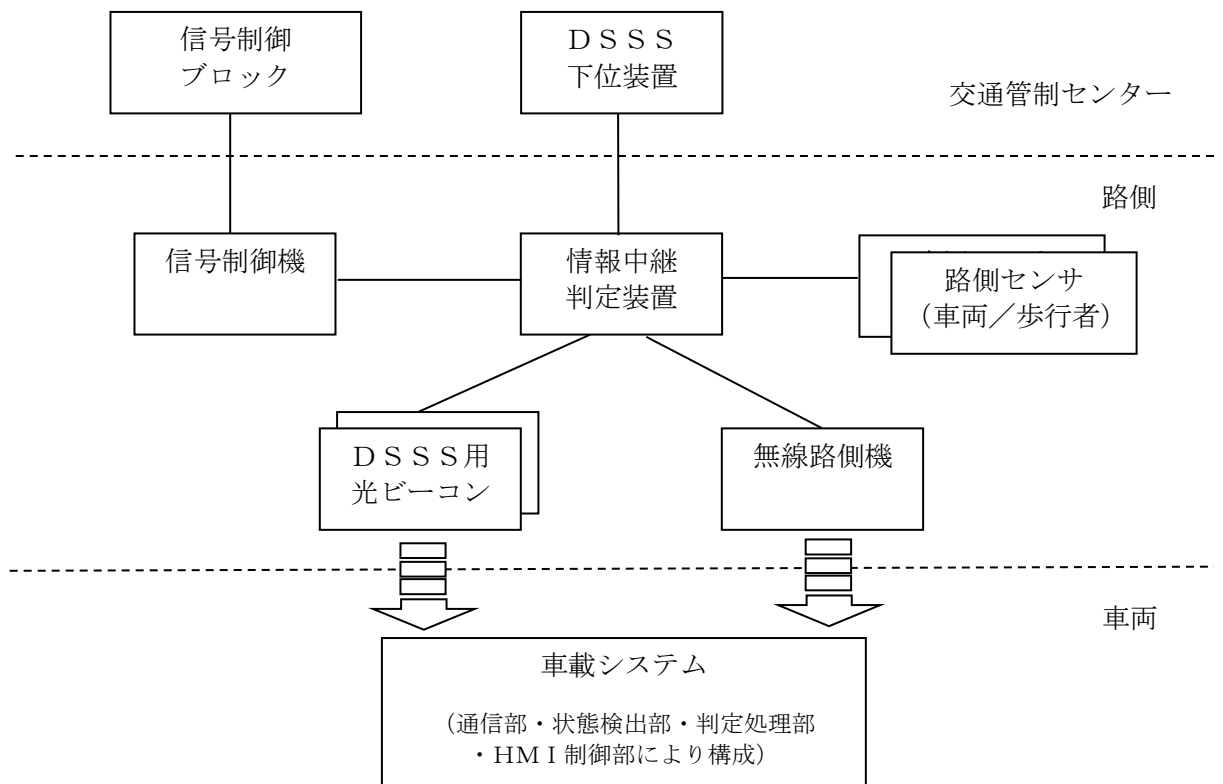 信号制御
ブロック
ＤＳＳＳ
下位装置
交通管制センター
路側
信号制御機
情報中継
判定装置
路側センサ
（車両／歩行者）
ＤＳＳＳ用
光ビーコン
無線路側機
車両
車載システム
（通信部・状態検出部・判定処理部
・ＨＭＩ制御部により構成）